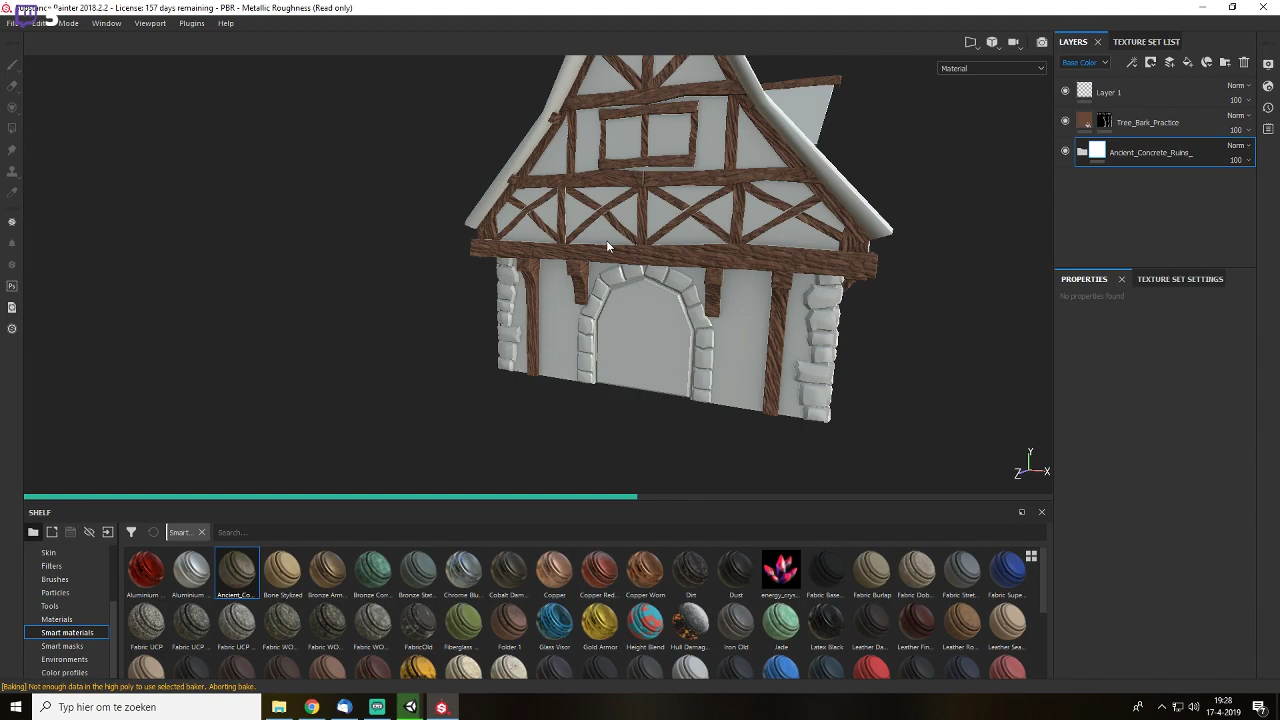 stance Painter 2018.2.2 - License: 157 days remaining - PBR - Metallic Roughness (Read only)
5
Mode Window Viewport Plugins Help
LAYERS TEXTURE SET LIST
Material
Base Color
Layer 1 Norm
100
Tree_Bark_Practice Norm
100
Ancient_Concrete_Ruins_ Norm
100
PROPERTIES TEXTURE SET SETTINGS
No properties found
Y
Z X
SHELF
Smart... Search...
Skin
Filters
Brushes
Particles
Tools
Materials
Smart materials
Smart masks
Environments
Color profiles
Aluminium ... Aluminium ... Ancient_Co... Bone Stylized Bronze Arm... Bronze Cor... Bronze Stat... Chrome Blu... Cobalt Dam... Copper Copper Red... Copper Worn Dirt Dust energy_crys... Fabric Base... Fabric Burlap Fabric Dob... Fabric Stret... Fabric Supe...
Fabric UCP Fabric UCP ... Fabric UCP ... Fabric WO... Fabric WO... Fabric WO... FabricOld Fiberglass ... Folder 1 Glass Visor Gold Armor Height Blend Hull Damag... Iron Old Jade Latex Black Leather Da... Leather Fin... Leather Ro... Leather Sea...
[Baking] Not enough data in the high poly to use selected baker. Aborting bake.
Typ hier om te zoeken
19:28
17-4-2019
Ps